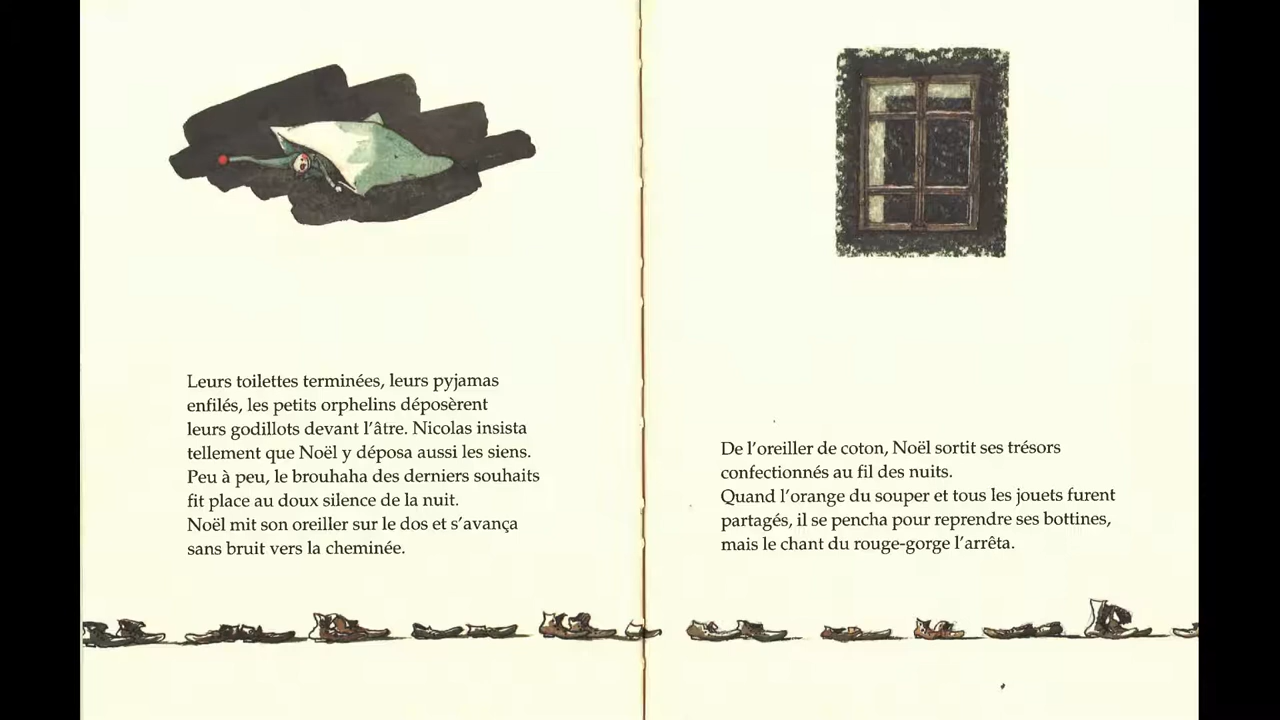 Leurs toilettes terminées, leurs pyjamas
enfilés, les petits orphelins déposèrent
leurs godillots devant l'âtre. Nicolas insista
tellement que Noël y déposa aussi les siens.
Peu à peu, le brouhaha des derniers souhaits
fit place au doux silence de la nuit.
Noël mit son oreiller sur le dos et s'avança
sans bruit vers la cheminée.
De l'oreiller de coton, Noël sortit ses trésors
confectionnés au fil des nuits.
Quand l'orange du souper et tous les jouets furent
partagés, il se pencha pour reprendre ses bottines,
mais le chant du rouge-gorge l'arrêta.